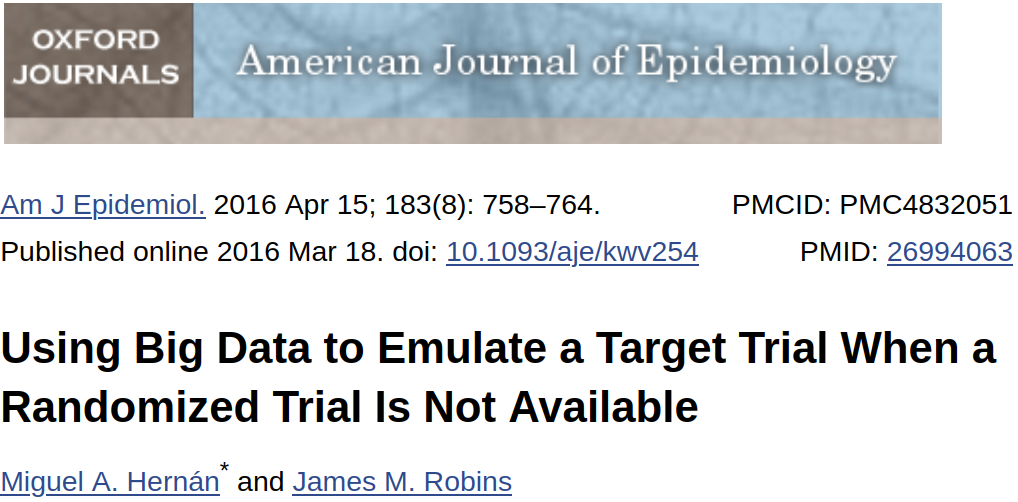 OXFORD
JOURNALS
American Journal of Epidemiology
Am J Epidemiol. 2016 Apr 15; 183(8): 758–764. PMCID: PMC4832051
Published online 2016 Mar 18. doi: 10.1093/aje/kwv254 PMID: 26994063
Using Big Data to Emulate a Target Trial When a
Randomized Trial Is Not Available
Miguel A. Hernán* and James M. Robins